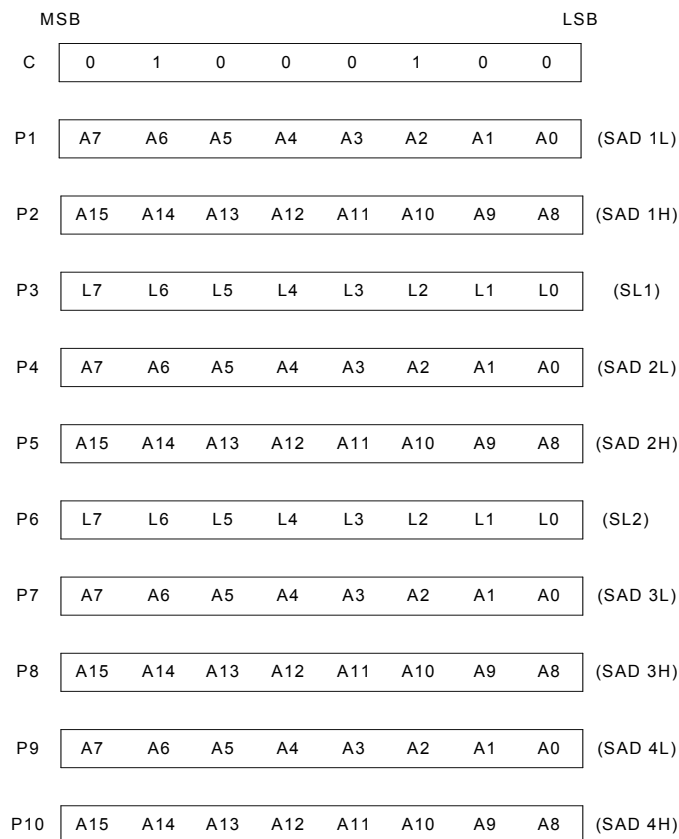 MSB LSB
C 0 1 0 0 0 1 0 0
P1 A7 A6 A5 A4 A3 A2 A1 A0 (SAD 1L)
P2 A15 A14 A13 A12 A11 A10 A9 A8 (SAD 1H)
P3 L7 L6 L5 L4 L3 L2 L1 L0 (SL1)
P4 A7 A6 A5 A4 A3 A2 A1 A0 (SAD 2L)
P5 A15 A14 A13 A12 A11 A10 A9 A8 (SAD 2H)
P6 L7 L6 L5 L4 L3 L2 L1 L0 (SL2)
P7 A7 A6 A5 A4 A3 A2 A1 A0 (SAD 3L)
P8 A15 A14 A13 A12 A11 A10 A9 A8 (SAD 3H)
P9 A7 A6 A5 A4 A3 A2 A1 A0 (SAD 4L)
P10 A15 A14 A13 A12 A11 A10 A9 A8 (SAD 4H)